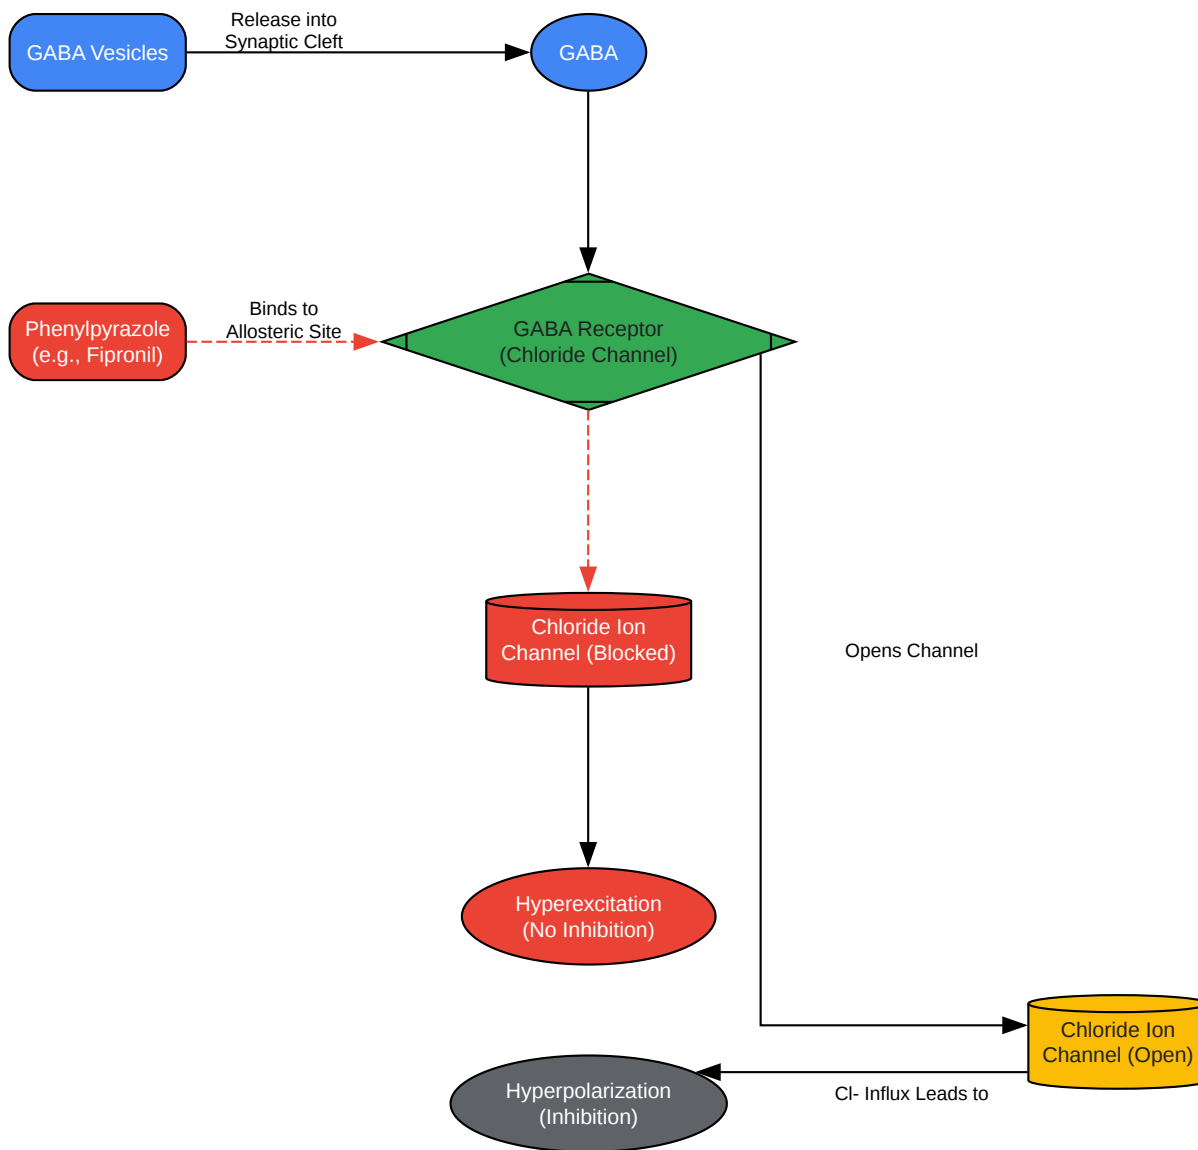 Release into
Synaptic Cleft
GABA Vesicles
GABA
Phenylpyrazole
(e.g., Fipronil)
Binds to
Allosteric Site
GABA Receptor
(Chloride Channel)
Chloride Ion
Channel (Blocked)
Opens Channel
Hyperexcitation
(No Inhibition)
Chloride Ion
Channel (Open)
Cl- Influx Leads to
Hyperpolarization
(Inhibition)